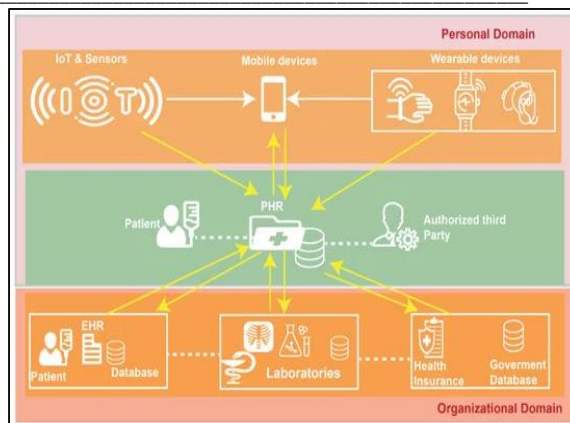 Personal Domain
IoT & Sensors
Mobile devices
Wearable devices
IOT
PHR
Patient
Authorized third
Party
EHR
Patient
Database
Laboratories
Health
Insurance
Goverment
Database
Organizational Domain